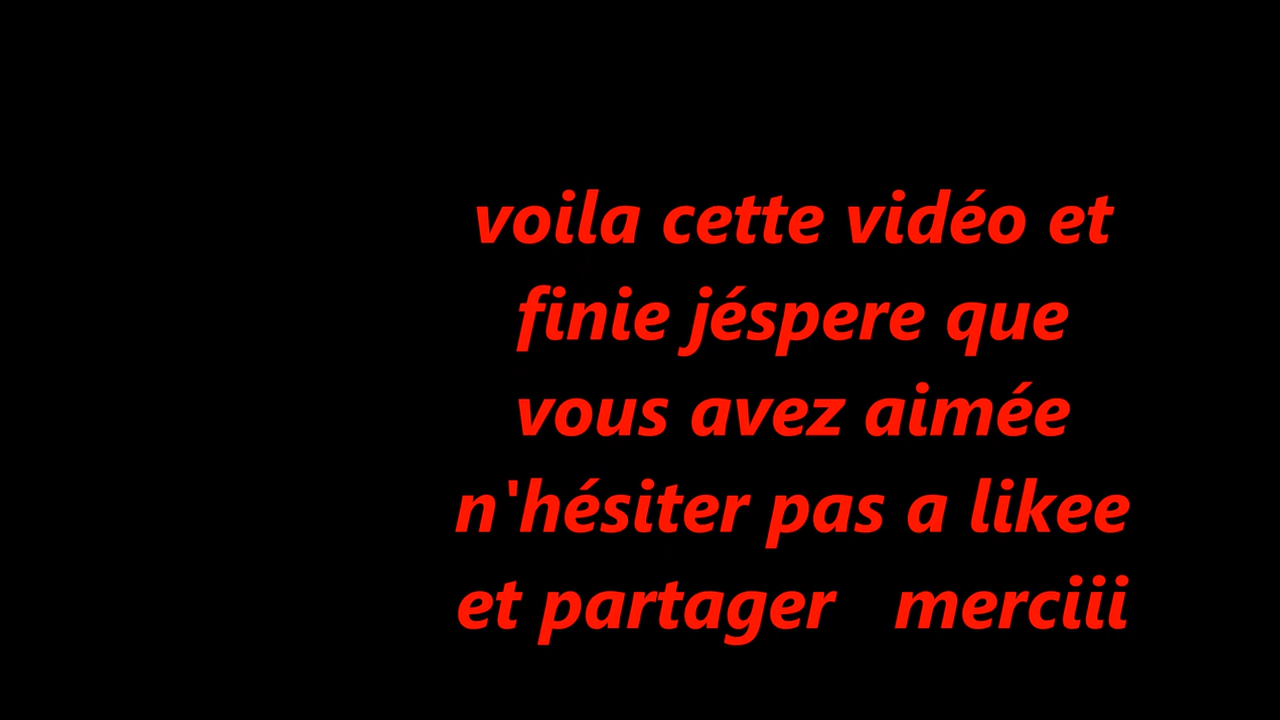 voila cette vidéo et
finie jéspere que
vous avez aimée
n'hésiter pas a likee
et partager merciii